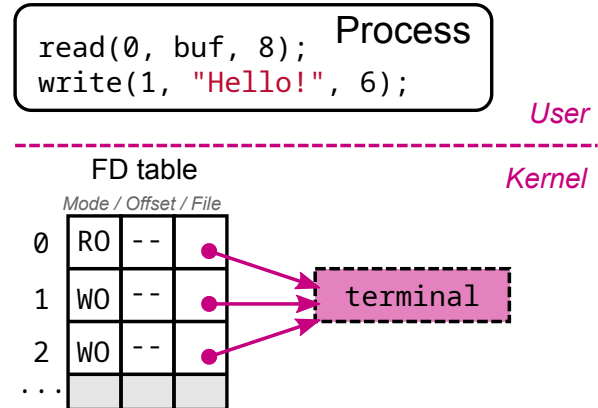 Process
read(0, buf, 8);
write(1, "Hello!", 6);
User
FD table
Kernel
Mode / Offset / File
0 RO --
1 WO -- terminal
2 WO --
...